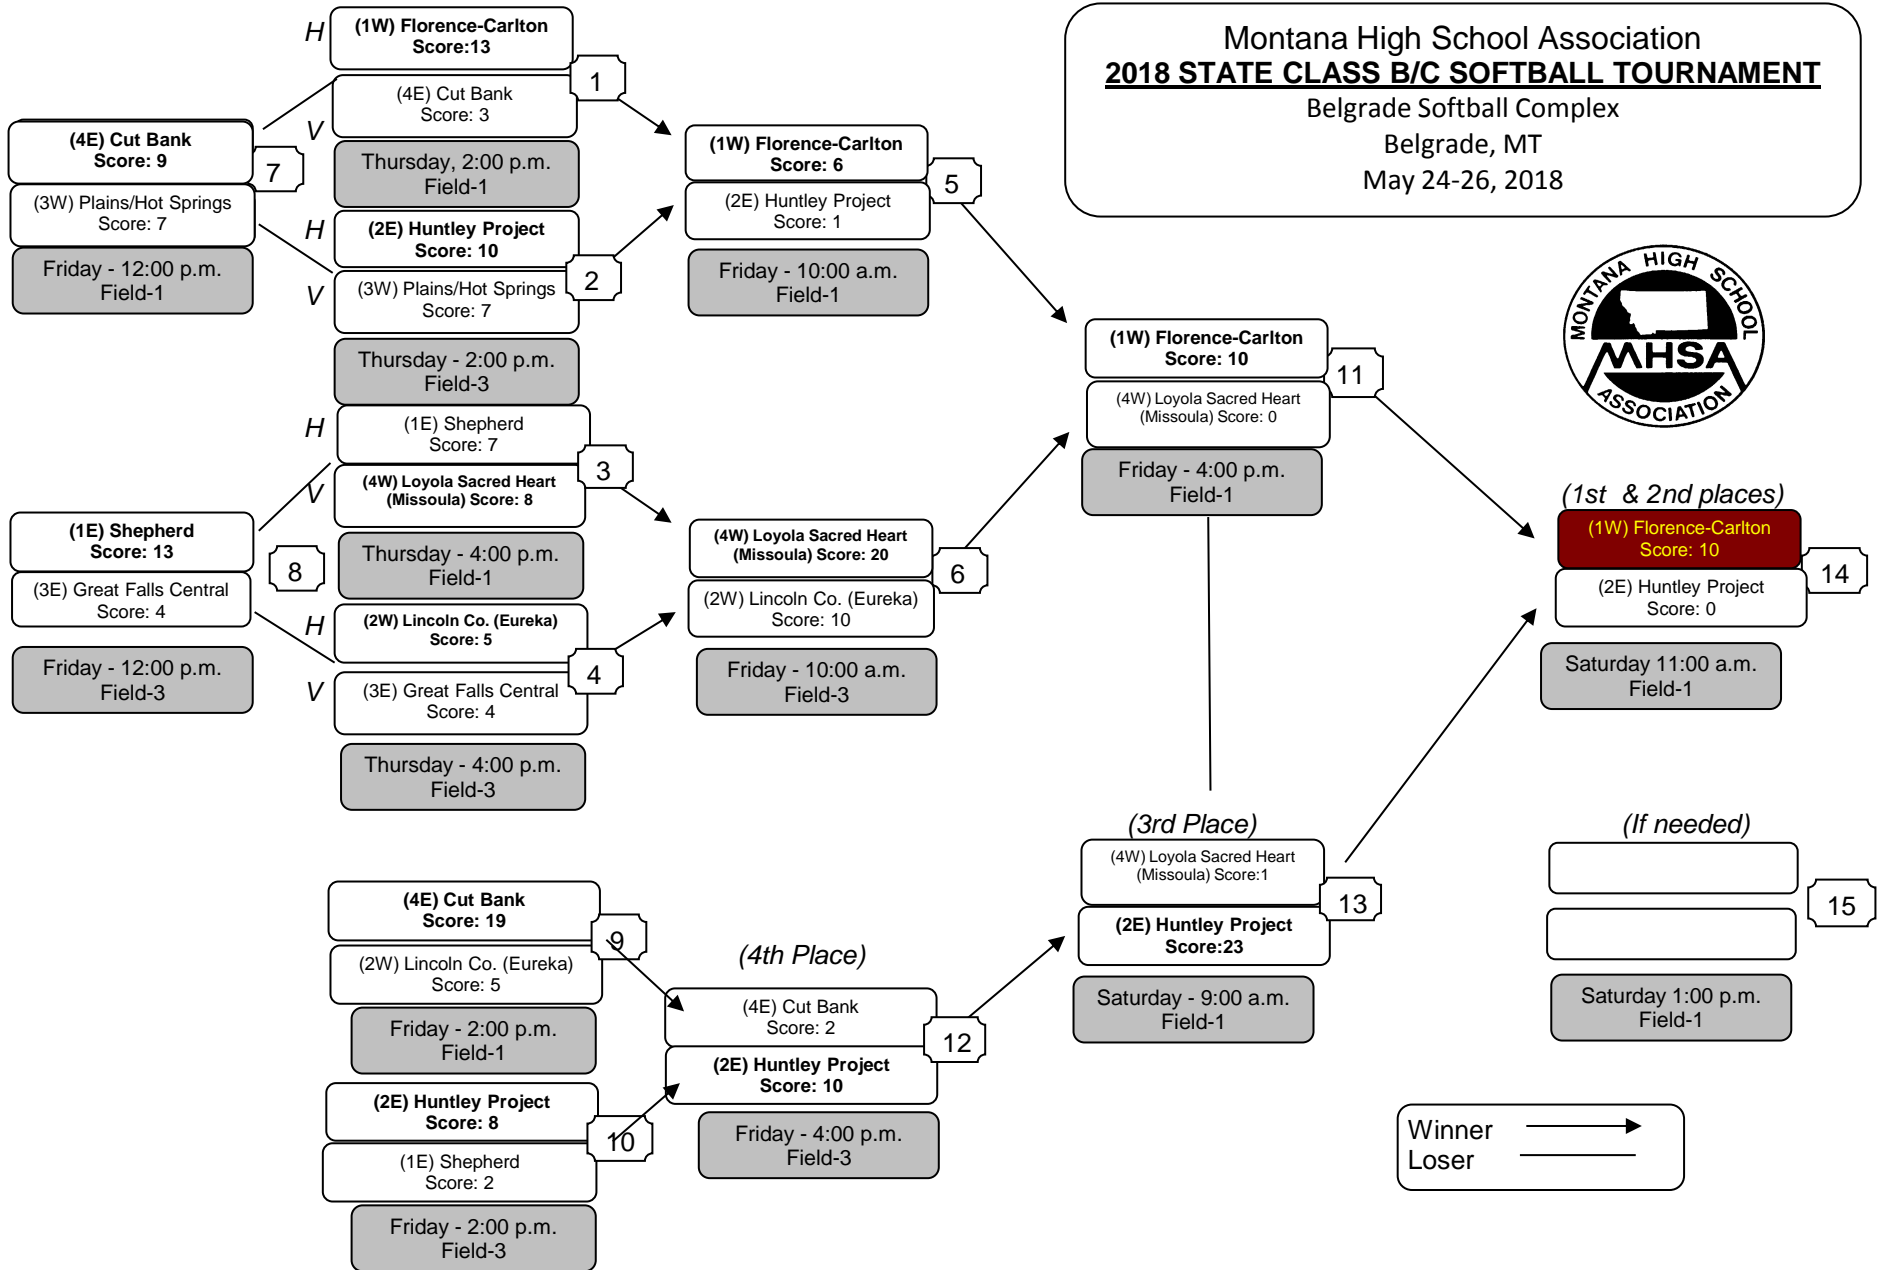 Montana High School Association
2018 STATE CLASS B/C SOFTBALL TOURNAMENT
Belgrade Softball Complex
Belgrade, MT
May 24-26, 2018
MONTANA HIGH SCHOOL
MHSA
ASSOCIATION
(4E) Cut Bank
Score: 9
7
(3W) Plains/Hot Springs
Score: 7
Friday - 12:00 p.m.
Field-1
(1E) Shepherd
Score: 13
8
(3E) Great Falls Central
Score: 4
Friday - 12:00 p.m.
Field-3
H
(1W) Florence-Carlton
Score:13
1
V
(4E) Cut Bank
Score: 3
Thursday, 2:00 p.m.
Field-1
H
(2E) Huntley Project
Score: 10
2
V
(3W) Plains/Hot Springs
Score: 7
Thursday - 2:00 p.m.
Field-3
H
(1E) Shepherd
Score: 7
3
V
(4W) Loyola Sacred Heart
(Missoula) Score: 8
Thursday - 4:00 p.m.
Field-1
H
(2W) Lincoln Co. (Eureka)
Score: 5
4
V
(3E) Great Falls Central
Score: 4
Thursday - 4:00 p.m.
Field-3
(1W) Florence-Carlton
Score: 6
5
(2E) Huntley Project
Score: 1
Friday - 10:00 a.m.
Field-1
(4W) Loyola Sacred Heart
(Missoula) Score: 20
6
(2W) Lincoln Co. (Eureka)
Score: 10
Friday - 10:00 a.m.
Field-3
(1W) Florence-Carlton
Score: 10
11
(4W) Loyola Sacred Heart
(Missoula) Score: 0
Friday - 4:00 p.m.
Field-1
(1st & 2nd places)
(1W) Florence-Carlton
Score: 10
14
(2E) Huntley Project
Score: 0
Saturday 11:00 a.m.
Field-1
(4E) Cut Bank
Score: 19
9
(2W) Lincoln Co. (Eureka)
Score: 5
Friday - 2:00 p.m.
Field-1
(2E) Huntley Project
Score: 8
10
(1E) Shepherd
Score: 2
Friday - 2:00 p.m.
Field-3
(4th Place)
(4E) Cut Bank
Score: 2
12
(2E) Huntley Project
Score: 10
Friday - 4:00 p.m.
Field-3
(3rd Place)
(4W) Loyola Sacred Heart
(Missoula) Score:1
13
(2E) Huntley Project
Score:23
Saturday - 9:00 a.m.
Field-1
(If needed)
15
Saturday 1:00 p.m.
Field-1
Winner
Loser